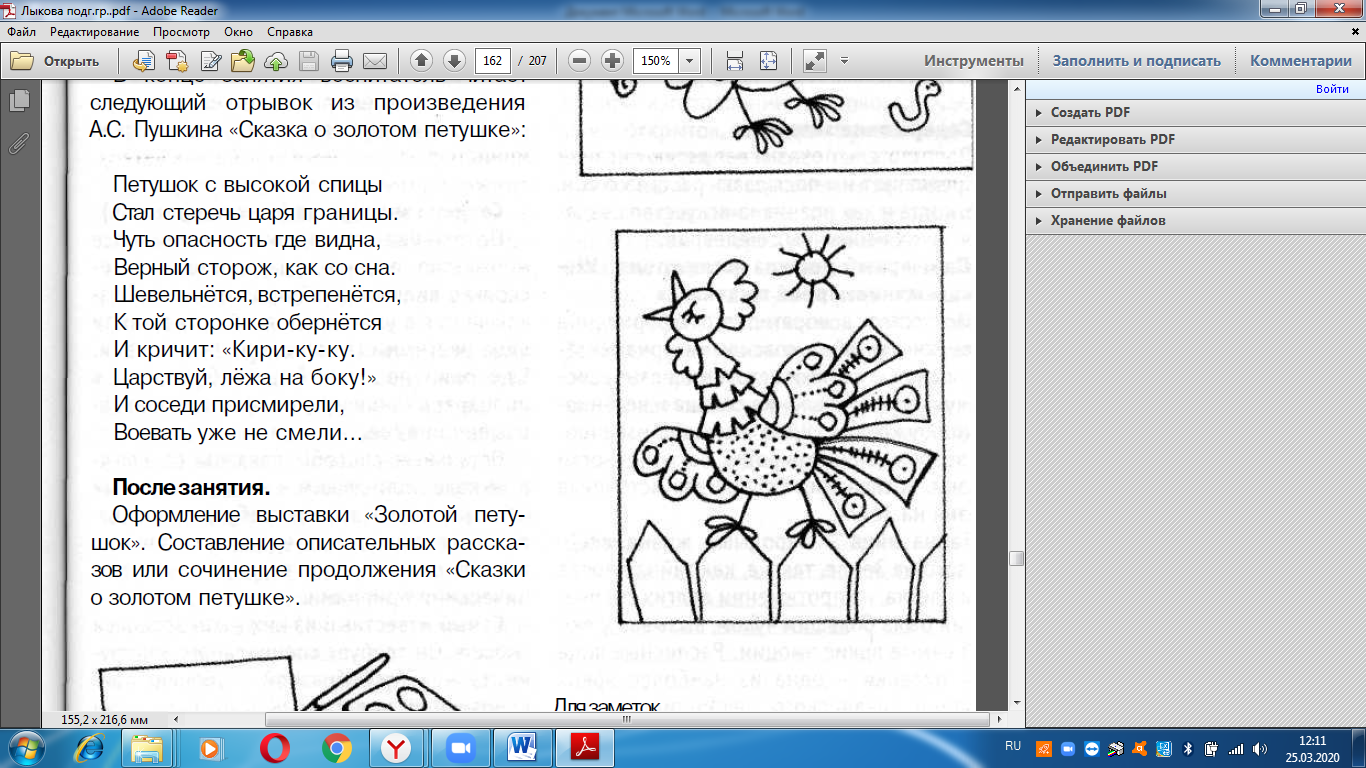 Лыкова подг.гр..pdf - Adobe Reader
Файл Редактирование Просмотр Окно Справка
Открыть
162 / 207
150%
Инструменты
Заполнить и подписать
Комментарии
Войти
Создать PDF
Редактировать PDF
Объединить PDF
Отправить файлы
Хранение файлов
следующий отрывок из произведения
А.С. Пушкина «Сказка о золотом петушке»:
Петушок с высокой спицы
Стал стеречь царя границы.
Чуть опасность где видна,
Верный сторож, как со сна.
Шевельнётся, встрепенётся,
К той сторонке обернётся
И кричит: «Кири-ку-ку.
Царствуй, лёжа на боку!»
И соседи присмирели,
Воевать уже не смели...
После занятия.
Оформление выставки «Золотой пету-
шок». Составление описательных расска-
зов или сочинение продолжения «Сказки
о золотом петушке».
Для заметок
155,2 x 216,6 мм
RU
12:11
25.03.2020